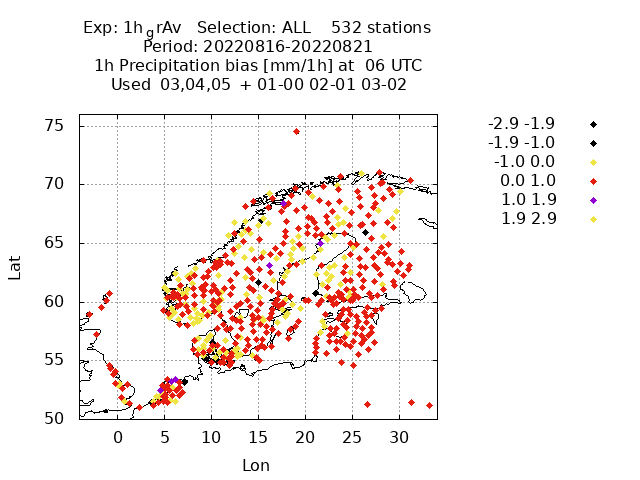 Exp: 1h_grAv Selection: ALL 532 stations
Period: 20220816-20220821
1h Precipitation bias [mm/1h] at 06 UTC
Used 03,04,05 + 01-00 02-01 03-02
75
70
65
60
55
50
0 5 10 15 20 25 30
Lat
Lon
-2.9 -1.9
-1.9 -1.0
-1.0 0.0
0.0 1.0
1.0 1.9
1.9 2.9